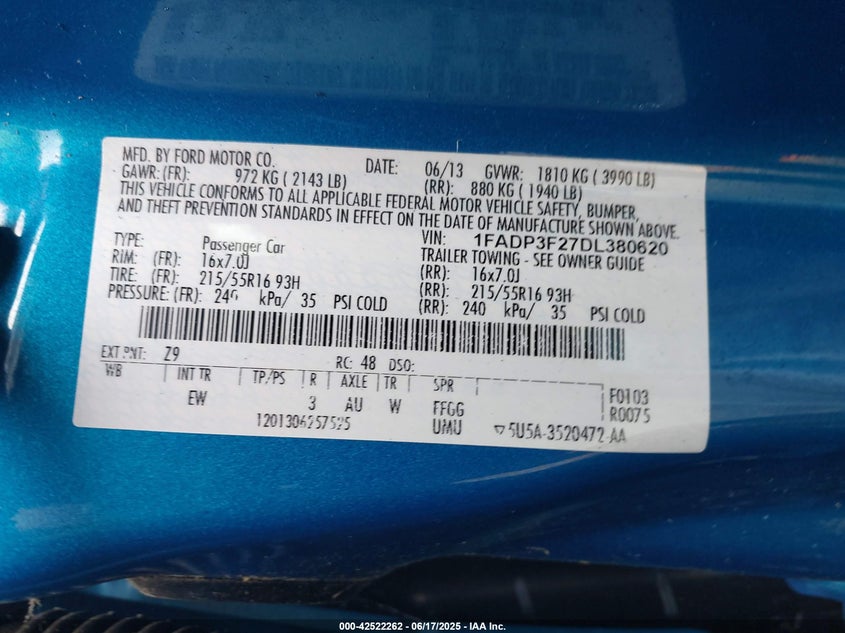 MFD. BY FORD MOTOR CO. DATE: 06/13 GVWR: 1810 KG ( 3990 LB)
GAWR: (FR): 972 KG ( 2143 LB) (RR): 880 KG ( 1940 LB)
THIS VEHICLE CONFORMS TO ALL APPLICABLE FEDERAL MOTOR VEHICLE SAFETY, BUMPER,
AND THEFT PREVENTION STANDARDS IN EFFECT ON THE DATE OF MANUFACTURE SHOWN ABOVE.
VIN: 1FADP3F27DL380620
TYPE: Passenger Car TRAILER TOWING - SEE OWNER GUIDE
RIM: (FR): 16x7.0J (RR): 16x7.0J
TIRE: (FR): 215/55R16 93H (RR): 215/55R16 93H
PRESSURE: (FR): 240 kPa/ 35 PSI COLD (RR): 240 kPa/ 35 PSI COLD
EXT PNT: Z9 RC: 48 DSO:
WB INT TR TP/PS R AXLE TR SPR F0103
EW 3 AU W FFGG R0075
1201306257525 UMU 5U5A-3520472-AA
000-42522262 - 06/17/2025 - IAA Inc.